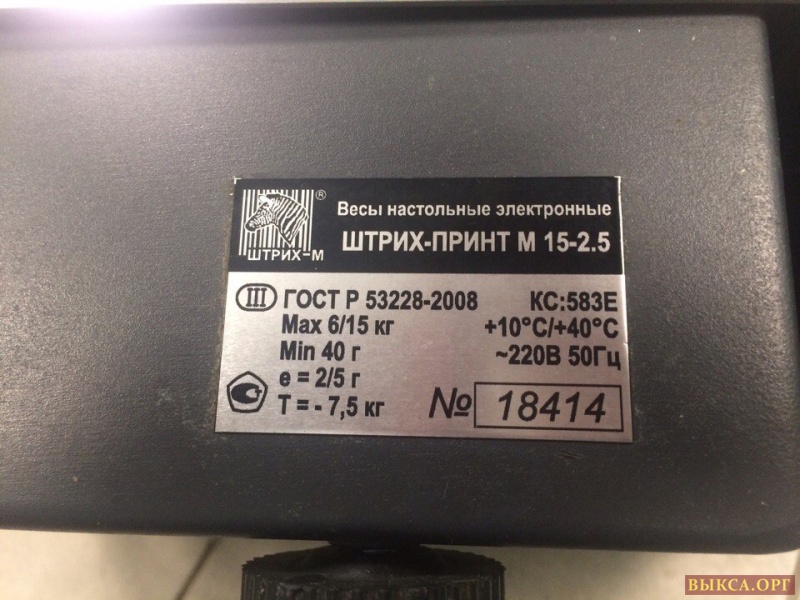 ®
Весы настольные электронные
ШТРИХ-М
ШТРИХ-ПРИНТ М 15-2.5
III ГОСТ Р 53228-2008 КС:583Е
Max 6/15 кг +10°C/+40°C
Min 40 г ~220В 50Гц
e = 2/5 г
T = - 7,5 кг № 18414
ВЫКСА.ОРГ